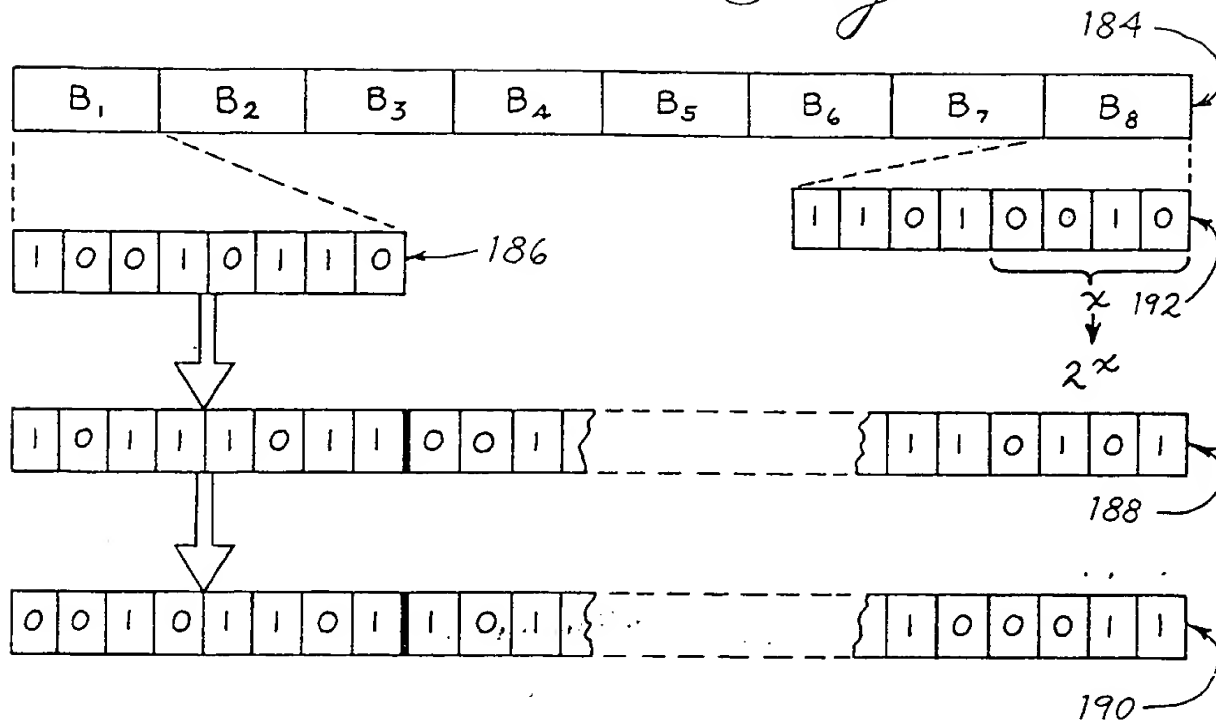 184
B₁ B₂ B₃ B₄ B₅ B₆ B₇ B₈
1 1 0 1 0 0 1 0
1 0 0 1 0 1 1 0
186
x
192
2ˣ
1 0 1 1 1 0 1 1 0 0 1
1 1 0 1 0 1
188
0 0 1 0 1 1 0 1 1 0 1
1 0 0 0 1 1
190